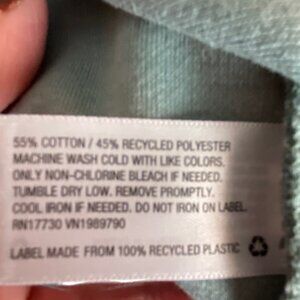 55% COTTON / 45% RECYCLED POLYESTER
MACHINE WASH COLD WITH LIKE COLORS.
ONLY NON-CHLORINE BLEACH IF NEEDED.
TUMBLE DRY LOW. REMOVE PROMPTLY.
COOL IRON IF NEEDED. DO NOT IRON ON LABEL.
RN17730 VN1989790
LABEL MADE FROM 100% RECYCLED PLASTIC